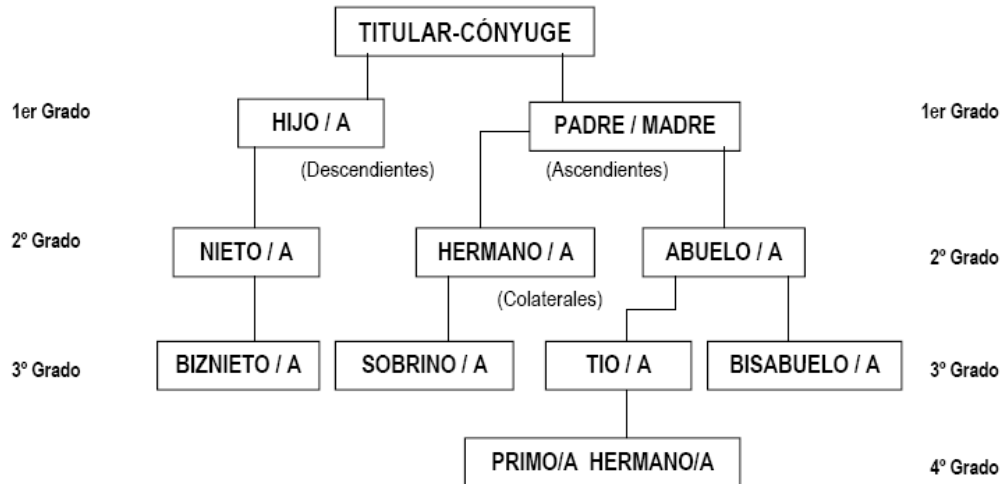 TITULAR-CÓNYUGE
1er Grado
HIJO / A
PADRE / MADRE
1er Grado
(Descendientes)
(Ascendientes)
2º Grado
NIETO / A
HERMANO / A
ABUELO / A
2º Grado
(Colaterales)
3º Grado
BIZNIETO / A
SOBRINO / A
TIO / A
BISABUELO / A
3º Grado
PRIMO/A HERMANO/A
4º Grado